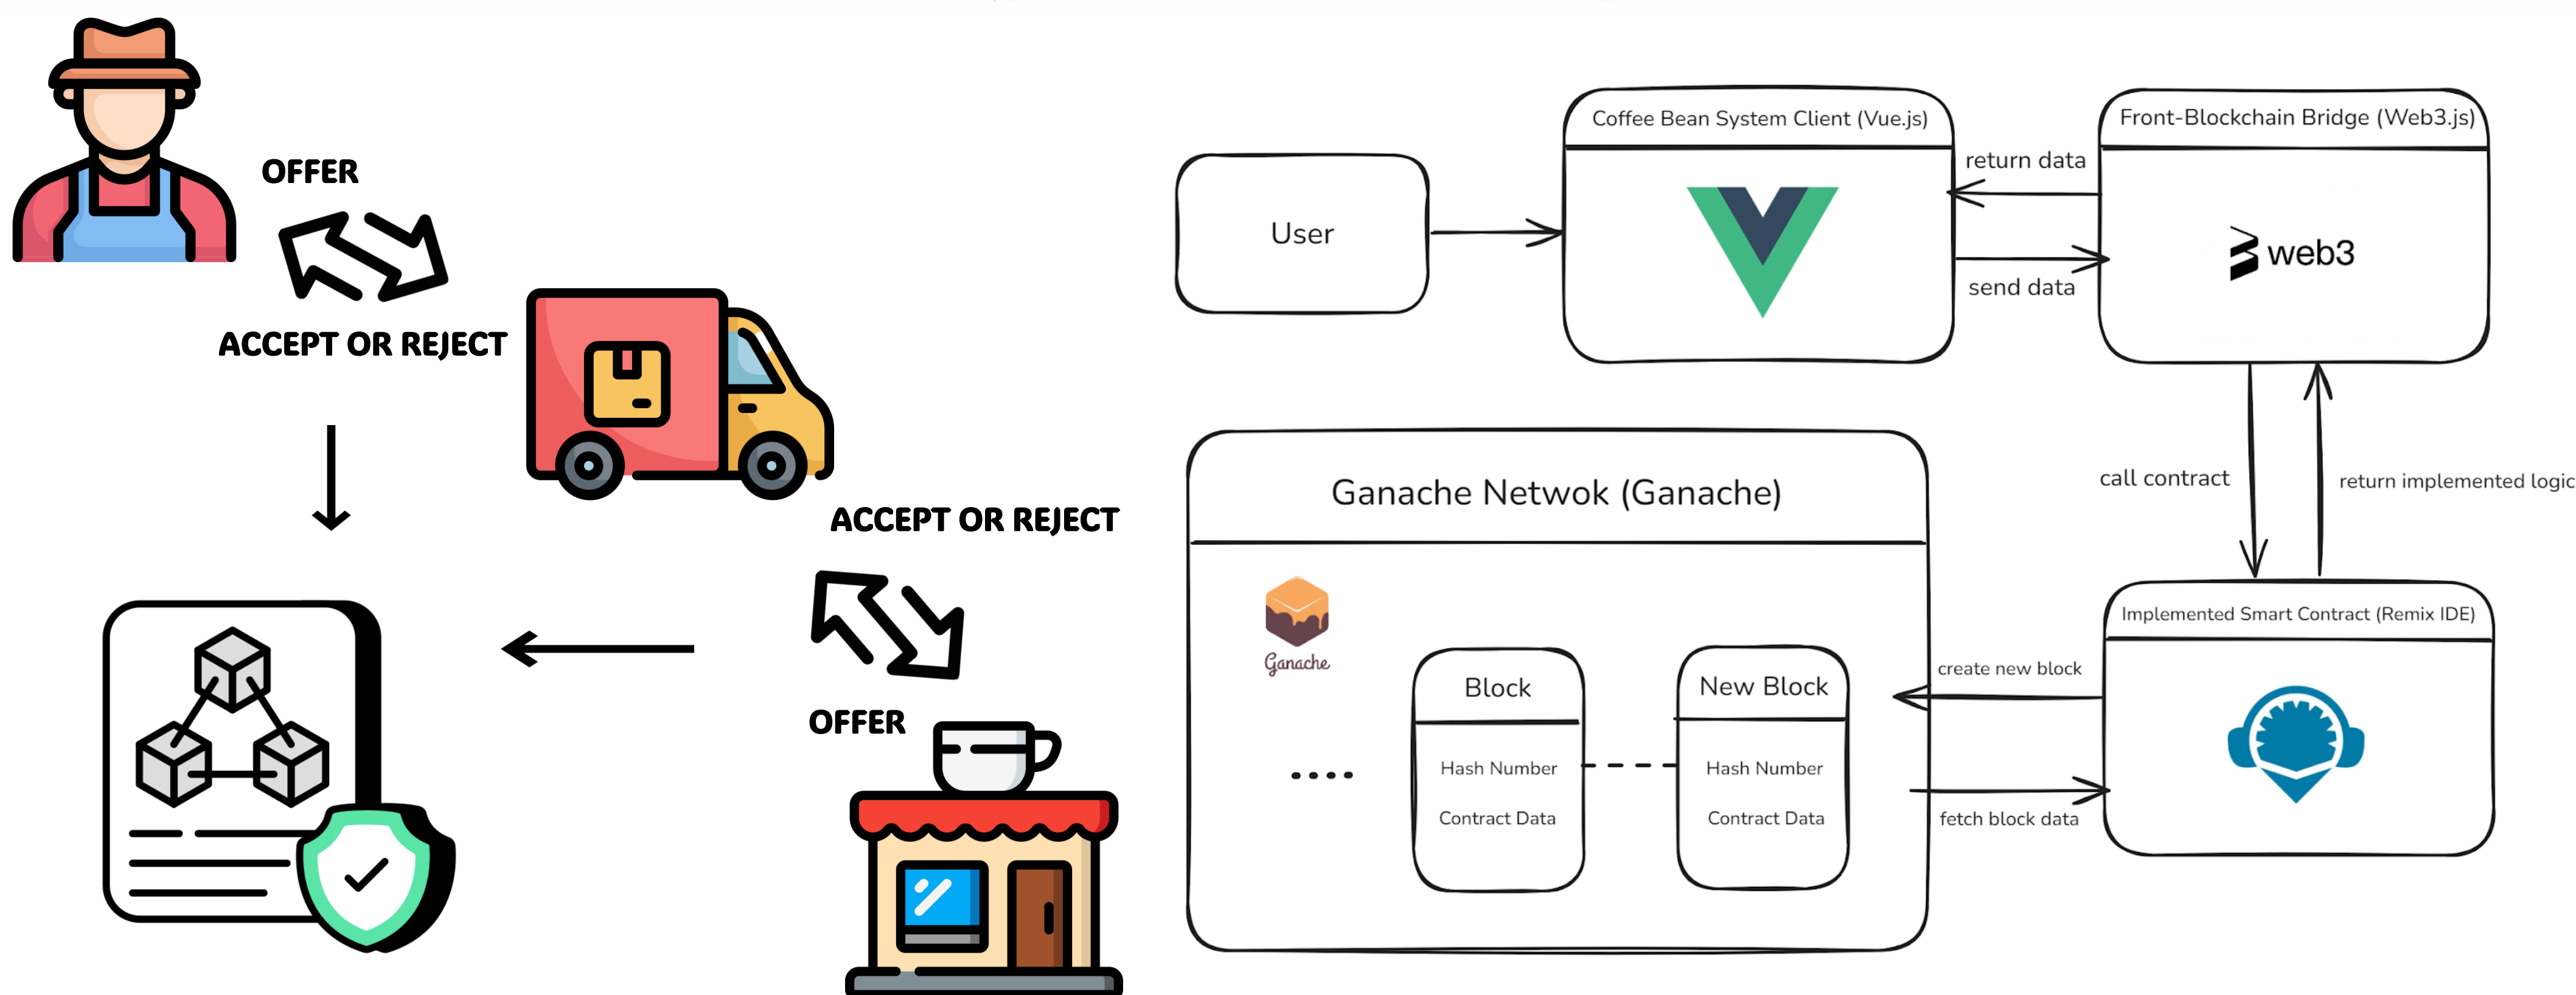 OFFER
ACCEPT OR REJECT
ACCEPT OR REJECT
OFFER
User
Coffee Bean System Client (Vue.js)
return data
send data
Front-Blockchain Bridge (Web3.js)
web3
call contract
return implemented logic
Ganache Netwok (Ganache)
Ganache
Block
Hash Number
Contract Data
New Block
Hash Number
Contract Data
create new block
fetch block data
Implemented Smart Contract (Remix IDE)